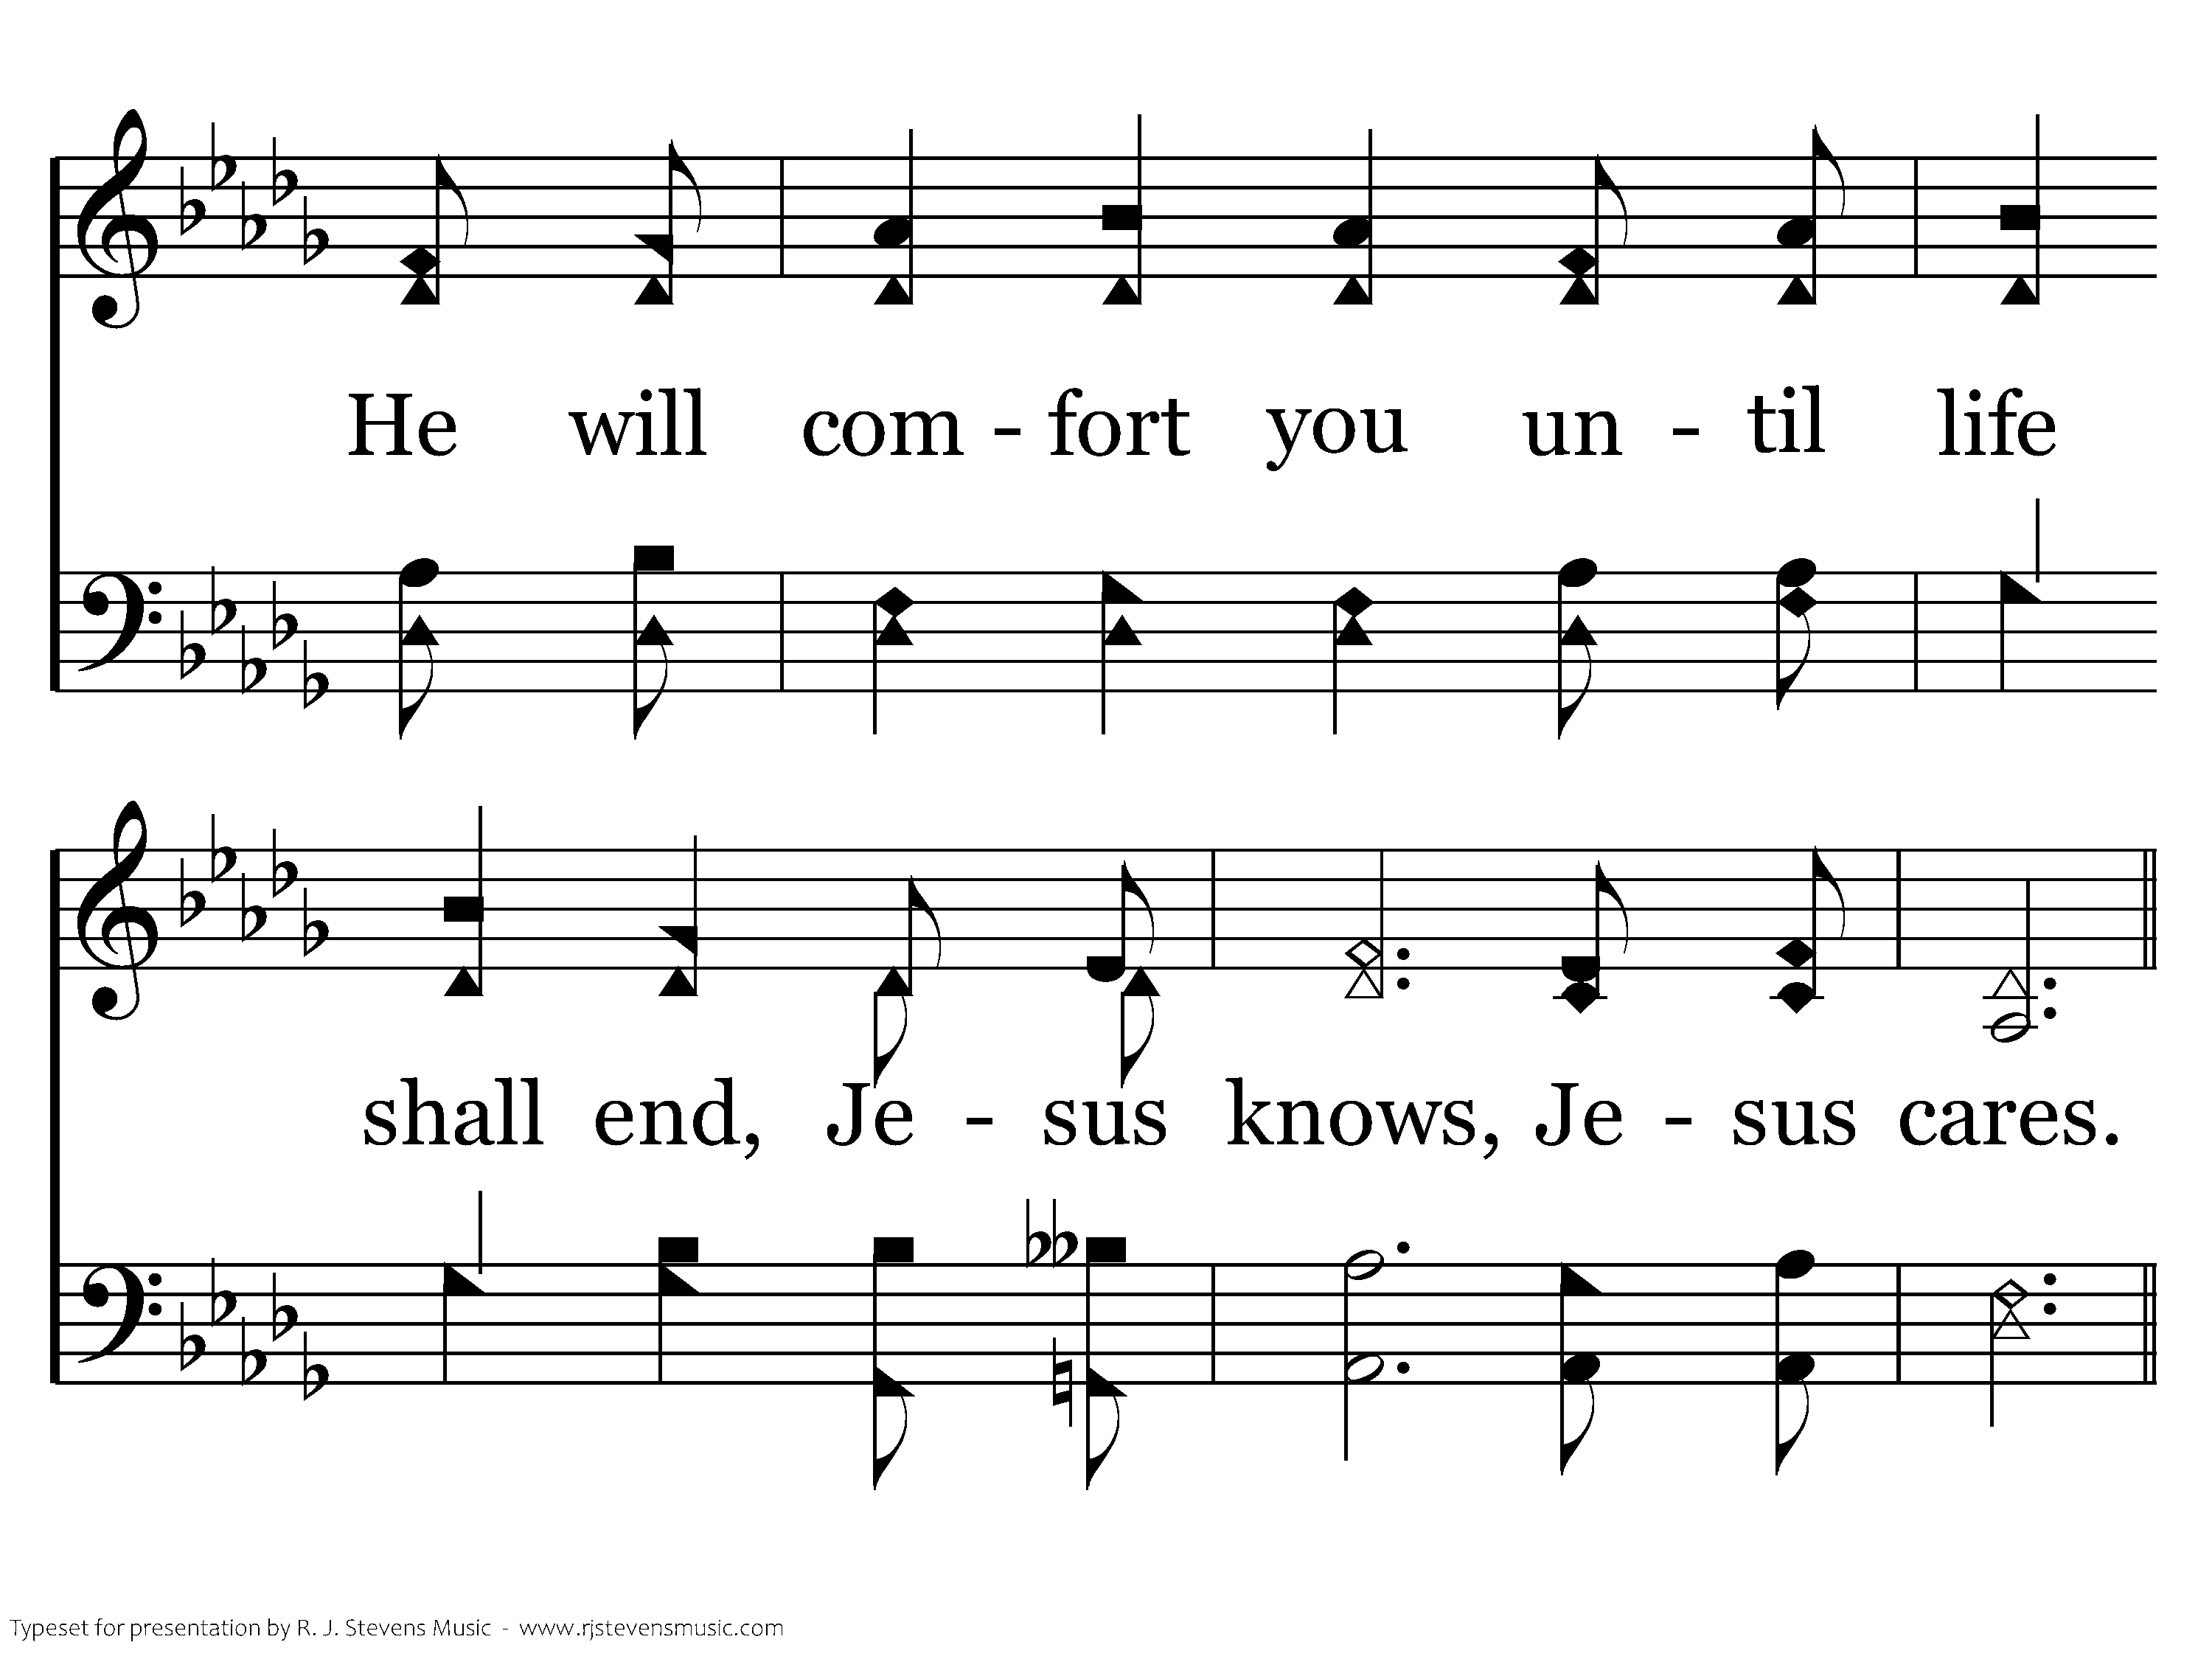 He will com - fort you un - til life
shall end, Je - sus knows, Je - sus cares.
Typeset for presentation by R. J. Stevens Music - www.rjstevensmusic.com